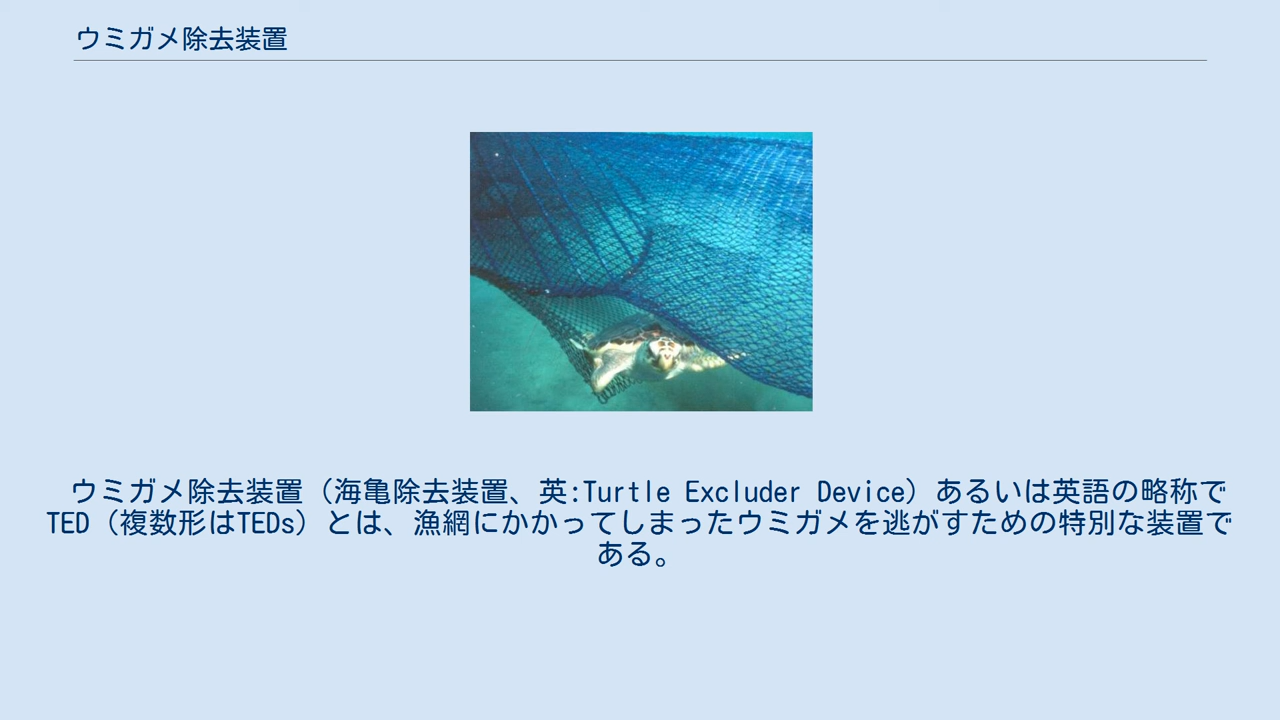 ウミガメ除去装置
ウミガメ除去装置（海亀除去装置、英:Turtle Excluder Device）あるいは英語の略称で
TED（複数形はTEDs）とは、漁網にかかってしまったウミガメを逃がすための特別な装置で
ある。